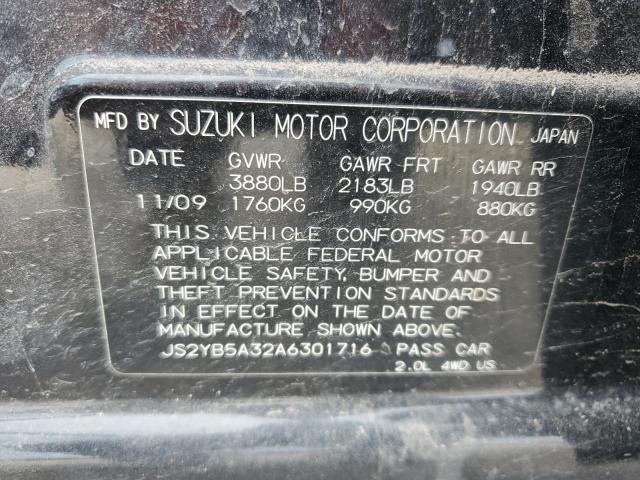 MFD BY SUZUKI MOTOR CORPORATION JAPAN
DATE GVWR GAWR FRT GAWR RR
3880LB 2183LB 1940LB
11/09 1760KG 990KG 880KG
THIS VEHICLE CONFORMS TO ALL
APPLICABLE FEDERAL MOTOR
VEHICLE SAFETY, BUMPER AND
THEFT PREVENTION STANDARDS
IN EFFECT ON THE DATE OF
MANUFACTURE SHOWN ABOVE.
JS2YB5A32A6301716 PASS CAR
2.0L 4WD US